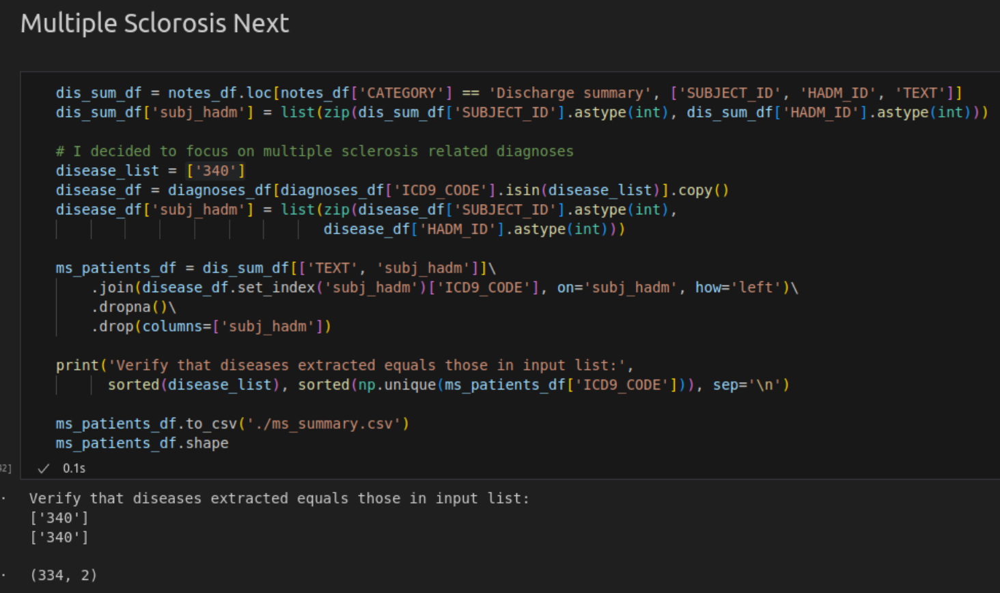 Multiple Sclorosis Next
dis_sum_df = notes_df.loc[notes_df['CATEGORY'] == 'Discharge summary', ['SUBJECT_ID', 'HADM_ID', 'TEXT']]
dis_sum_df['subj_hadm'] = list(zip(dis_sum_df['SUBJECT_ID'].astype(int), dis_sum_df['HADM_ID'].astype(int)))
# I decided to focus on multiple sclerosis related diagnoses
disease_list = ['340']
disease_df = diagnoses_df[diagnoses_df['ICD9_CODE'].isin(disease_list)].copy()
disease_df['subj_hadm'] = list(zip(disease_df['SUBJECT_ID'].astype(int),
disease_df['HADM_ID'].astype(int)))
ms_patients_df = dis_sum_df[['TEXT', 'subj_hadm']]\
.join(disease_df.set_index('subj_hadm')['ICD9_CODE'], on='subj_hadm', how='left')\
.dropna()\
.drop(columns=['subj_hadm'])
print('Verify that diseases extracted equals those in input list:',
sorted(disease_list), sorted(np.unique(ms_patients_df['ICD9_CODE'])), sep='\n')
ms_patients_df.to_csv('./ms_summary.csv')
ms_patients_df.shape
42]
✓ 0.1s
Verify that diseases extracted equals those in input list:
['340']
['340']
(334, 2)